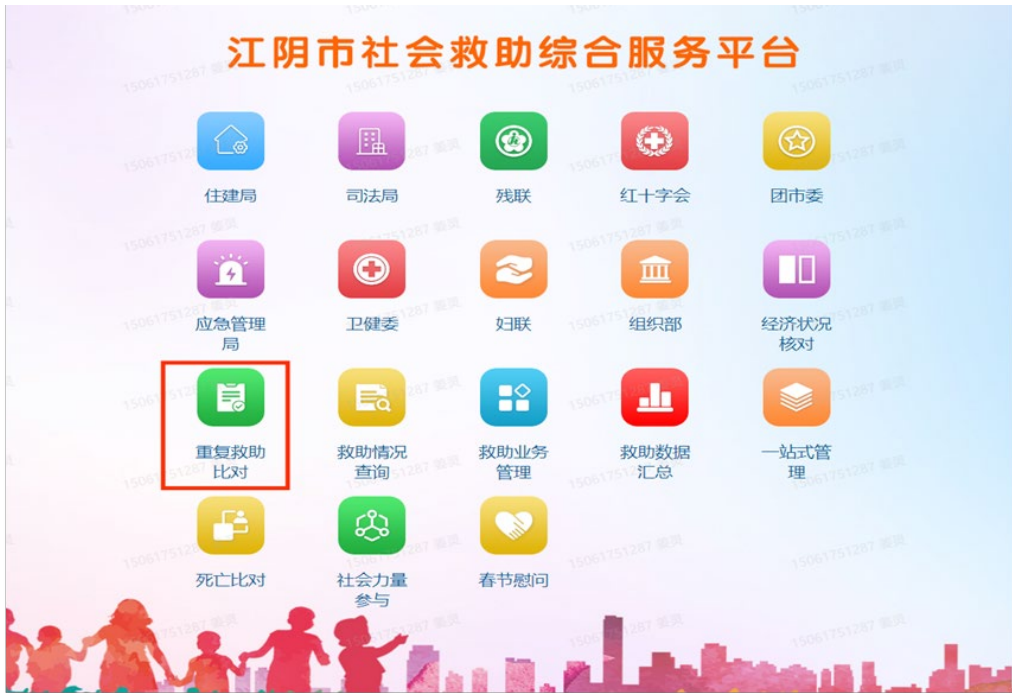 江阴市社会救助综合服务平台
住建局
司法局
残联
红十字会
团市委
应急管理
局
卫健委
妇联
组织部
经济状况
核对
重复救助
比对
救助情况
查询
救助业务
管理
救助数据
汇总
一站式管
理
死亡比对
社会力量
参与
春节慰问